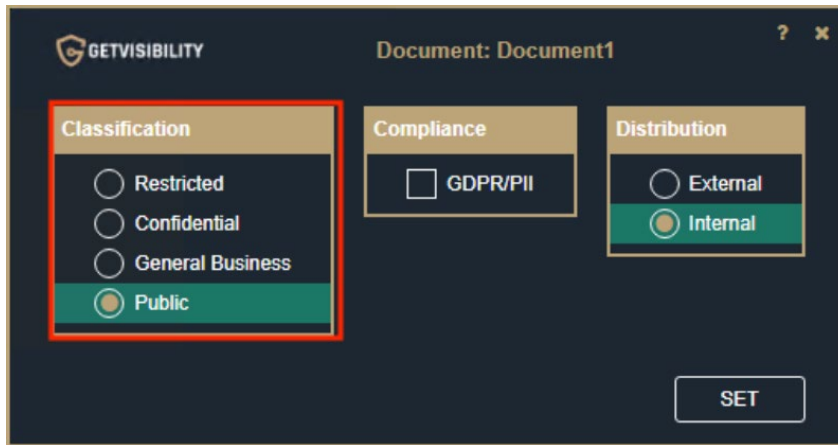 GETVISIBILITY
Document: Document1
? ×
Classification
Restricted
Confidential
General Business
Public
Compliance
GDPR/PII
Distribution
External
Internal
SET